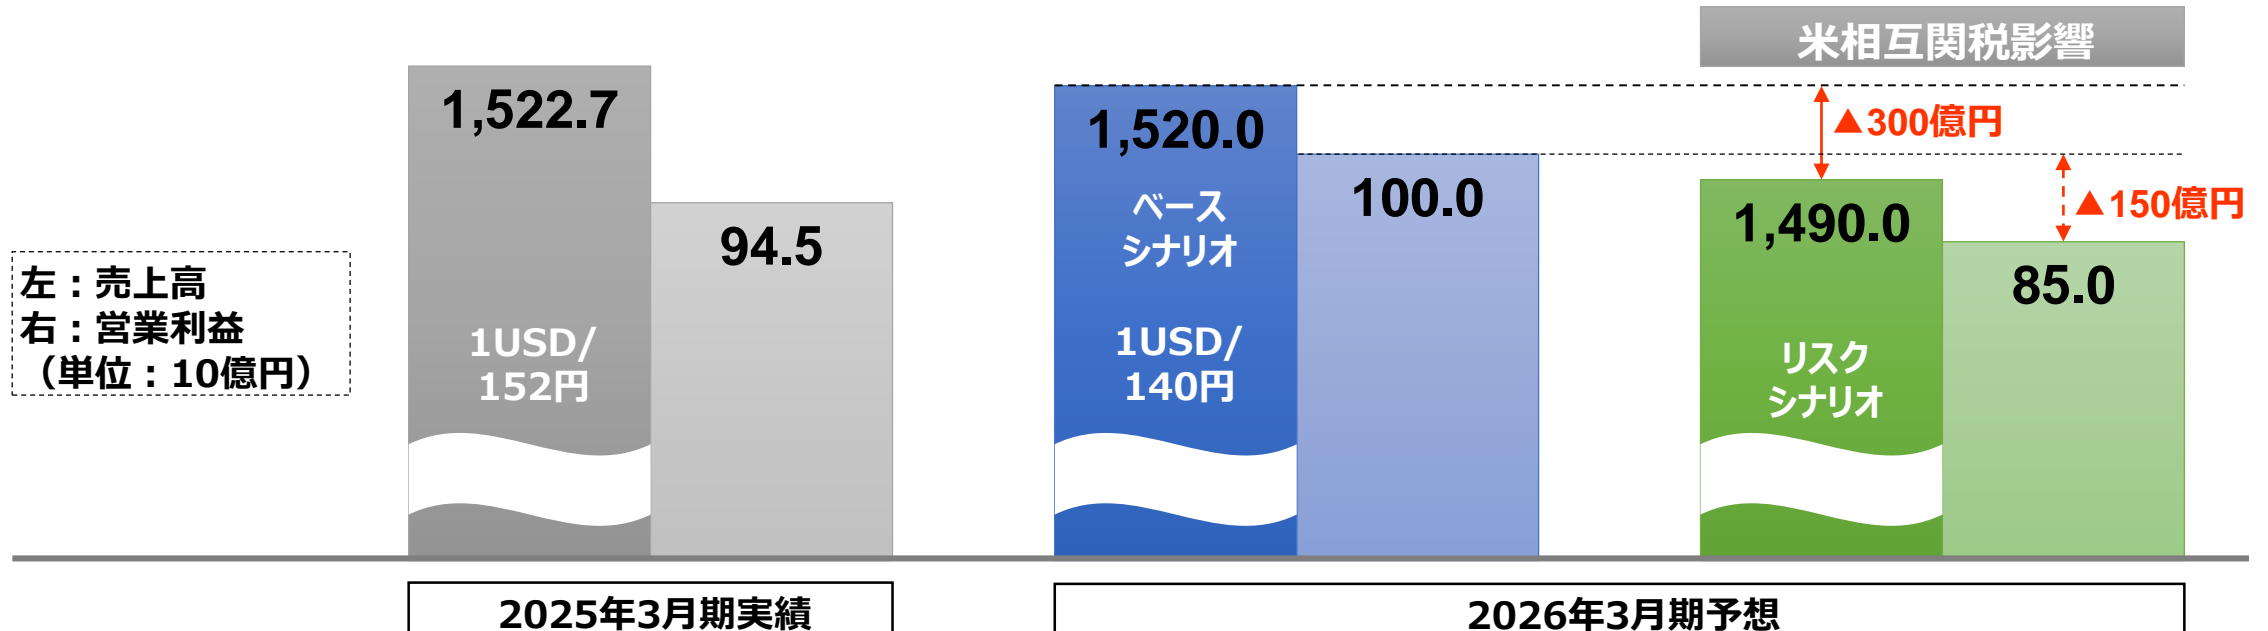 米相互関税影響
1,522.7
94.5
1USD/
152円
左：売上高
右：営業利益
（単位：10億円）
1,520.0
ベース
シナリオ
1USD/
140円
100.0
▲300億円
▲150億円
1,490.0
リスク
シナリオ
85.0
2025年3月期実績
2026年3月期予想